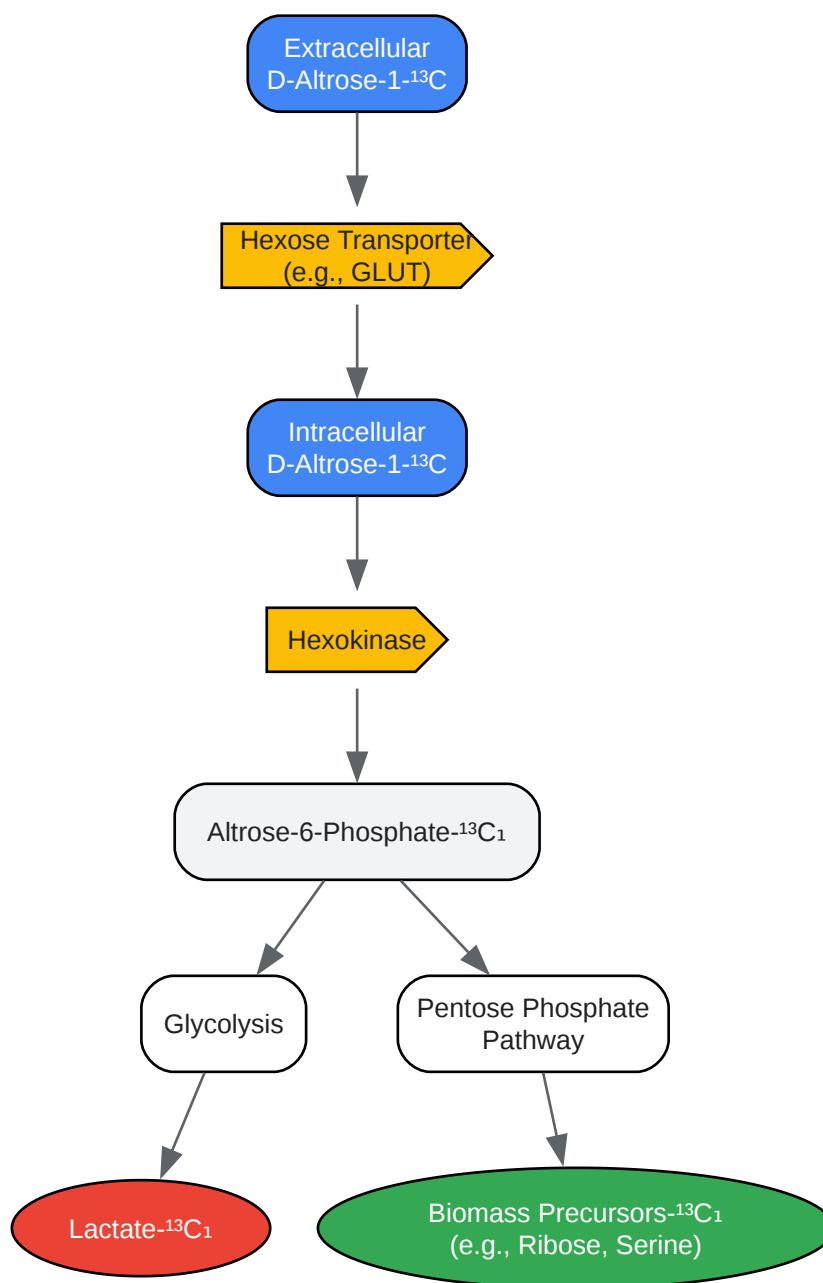 Extracellular
D-Altrose-1-¹³C
Hexose Transporter
(e.g., GLUT)
Intracellular
D-Altrose-1-¹³C
Hexokinase
Altrose-6-Phosphate-¹³C₁
Glycolysis
Pentose Phosphate
Pathway
Lactate-¹³C₁
Biomass Precursors-¹³C₁
(e.g., Ribose, Serine)